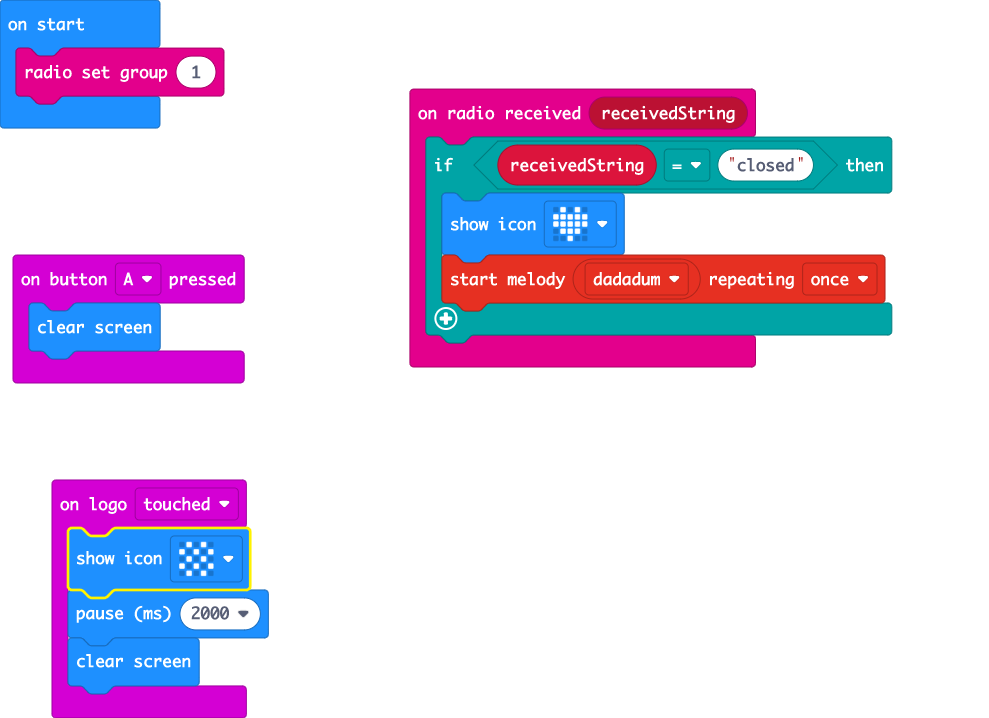 on start
radio set group 1
on radio received receivedString
if receivedString = "closed" then
show icon
start melody dadadum repeating once
on button A pressed
clear screen
on logo touched
show icon
pause (ms) 2000
clear screen